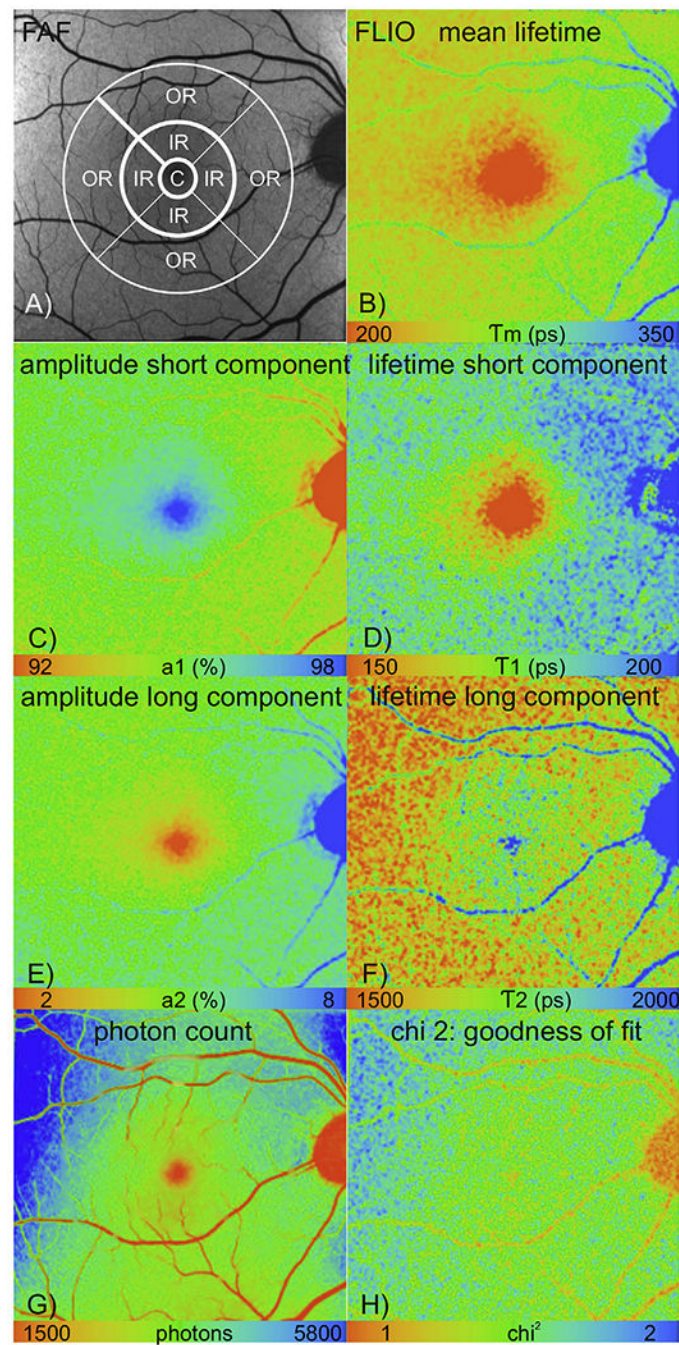 FAF
OR
IR
OR IR C IR OR
IR
OR
A)
FLIO mean lifetime
B)
200 Tm (ps) 350
amplitude short component
C)
92 a1 (%) 98
lifetime short component
D)
150 T1 (ps) 200
amplitude long component
E)
2 a2 (%) 8
lifetime long component
F)
1500 T2 (ps) 2000
photon count
G)
1500 photons 5800
chi 2: goodness of fit
H)
1 chi² 2